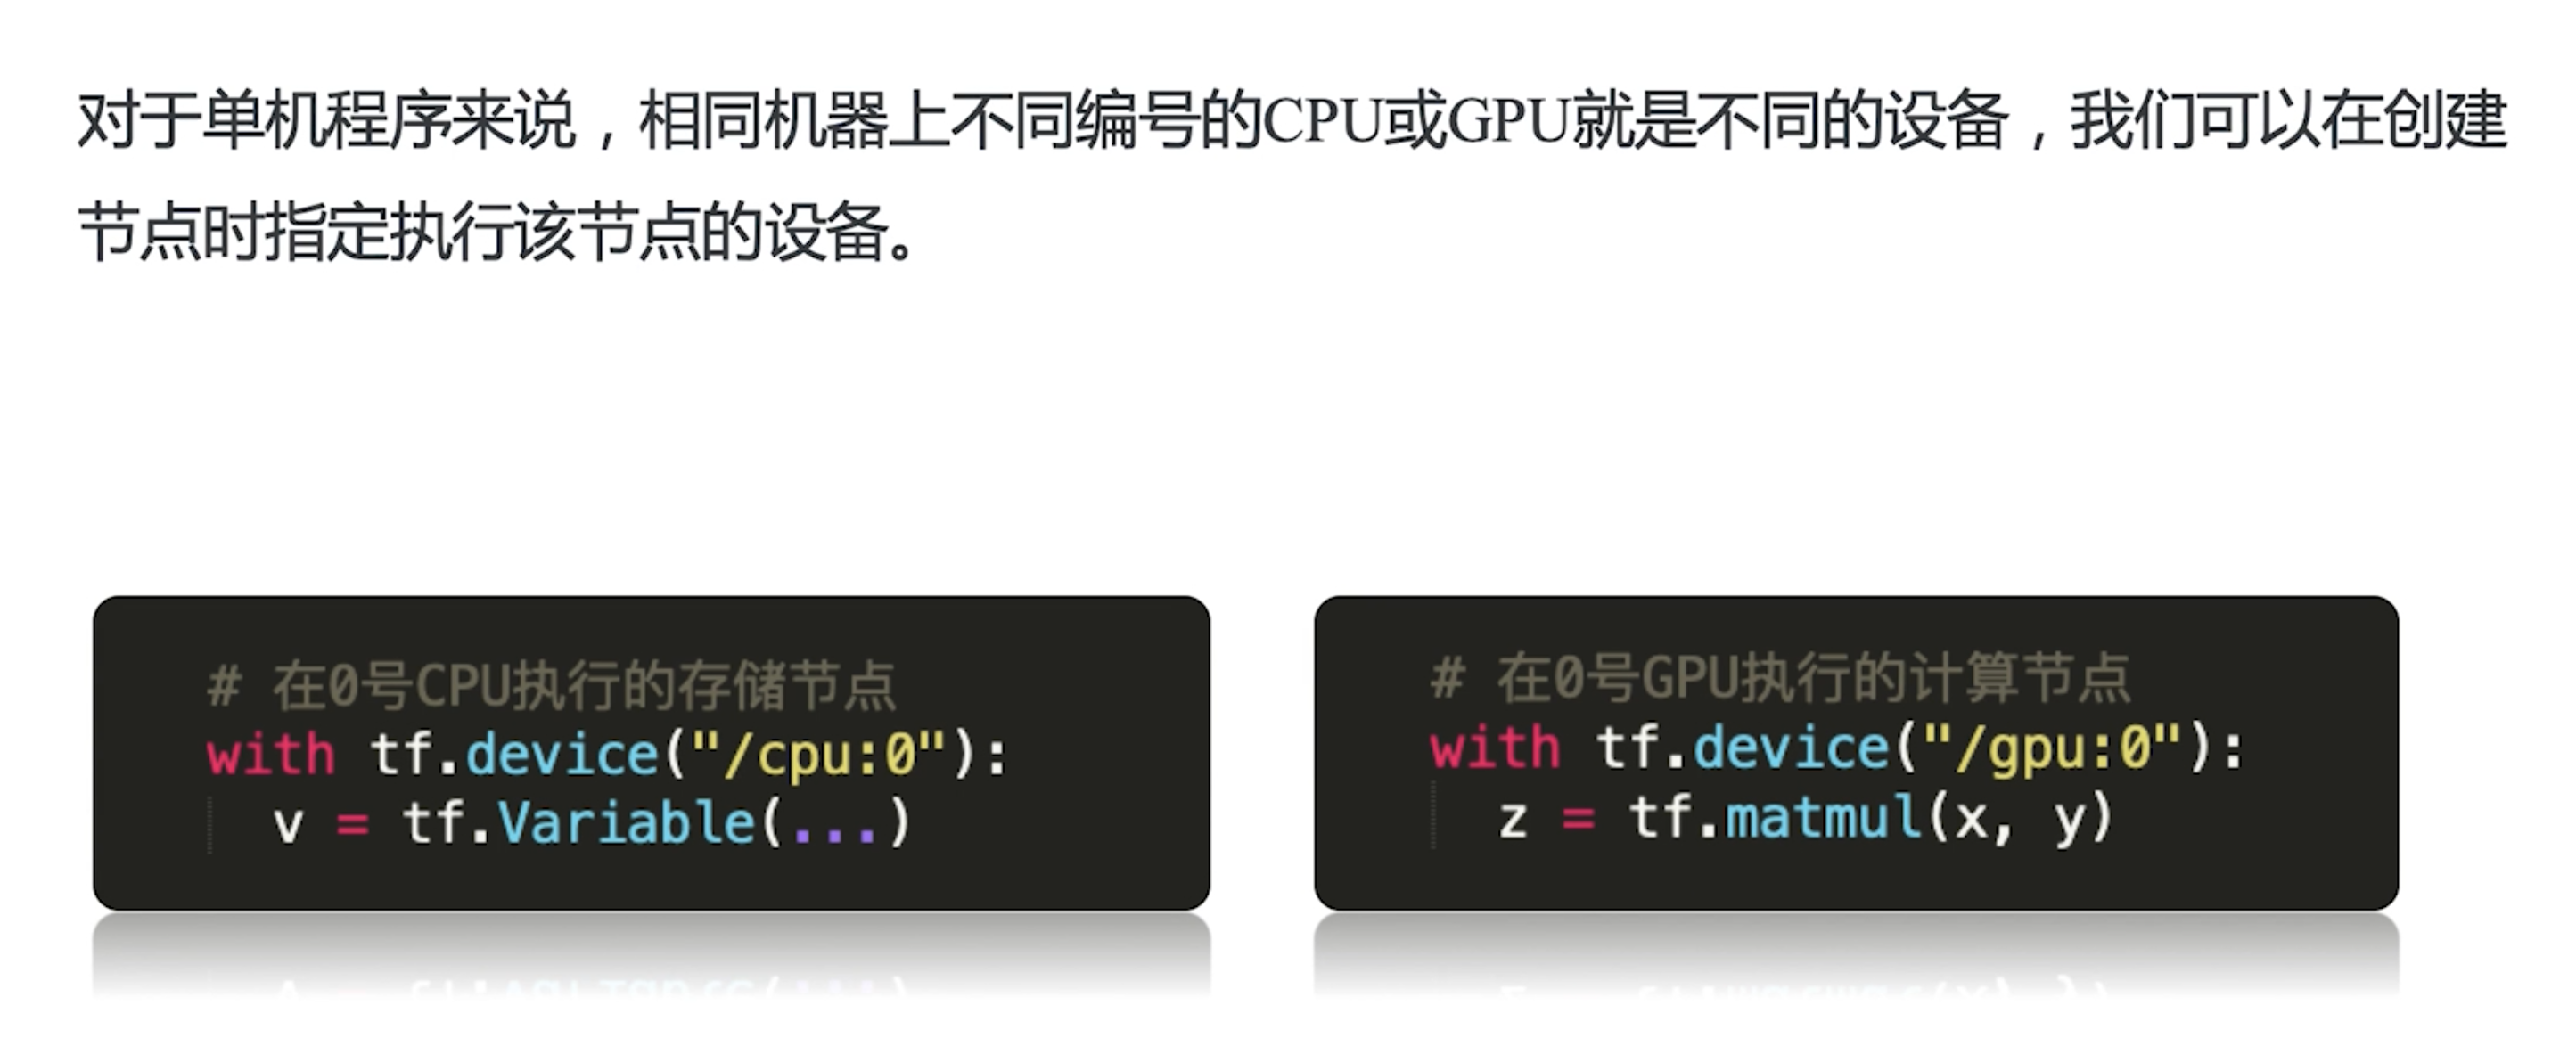 对于单机程序来说，相同机器上不同编号的CPU或GPU就是不同的设备，我们可以在创建
节点时指定执行该节点的设备。
# 在0号CPU执行的存储节点
with tf.device("/cpu:0"):
  v = tf.Variable(...)
# 在0号GPU执行的计算节点
with tf.device("/gpu:0"):
  z = tf.matmul(x, y)